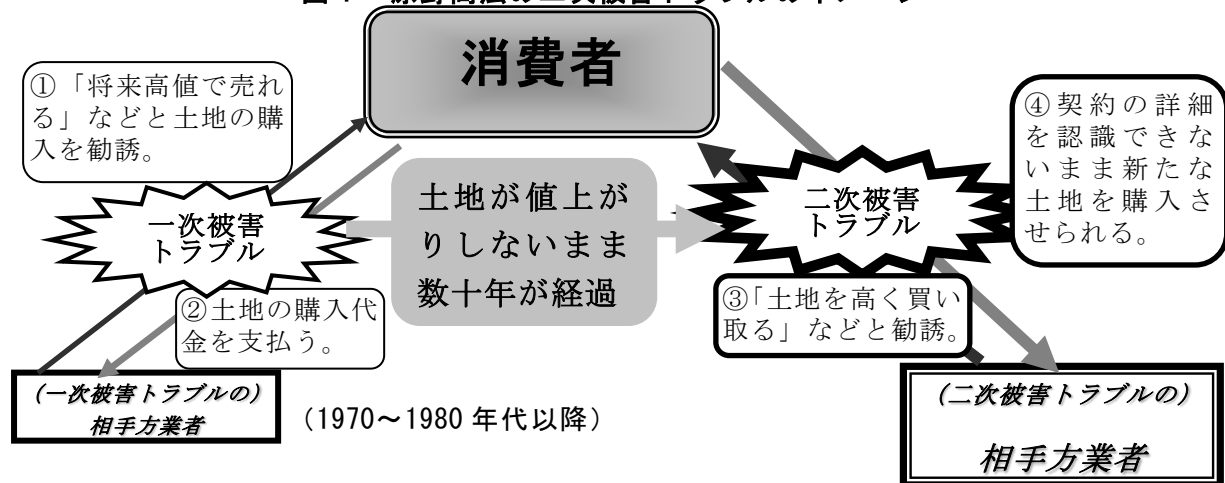 消費者
①「将来高値で売れ
る」などと土地の購
入を勧誘。
一次被害
トラブル
②土地の購入代
金を支払う。
(一次被害トラブルの)
相手方業者
(1970～1980 年代以降)
土地が値上が
りしないまま
数十年が経過
二次被害
トラブル
③「土地を高く買い
取る」などと勧誘。
④契約の詳細
を認識できな
いまま新たな
土地を購入さ
せられる。
(二次被害トラブルの)
相手方業者